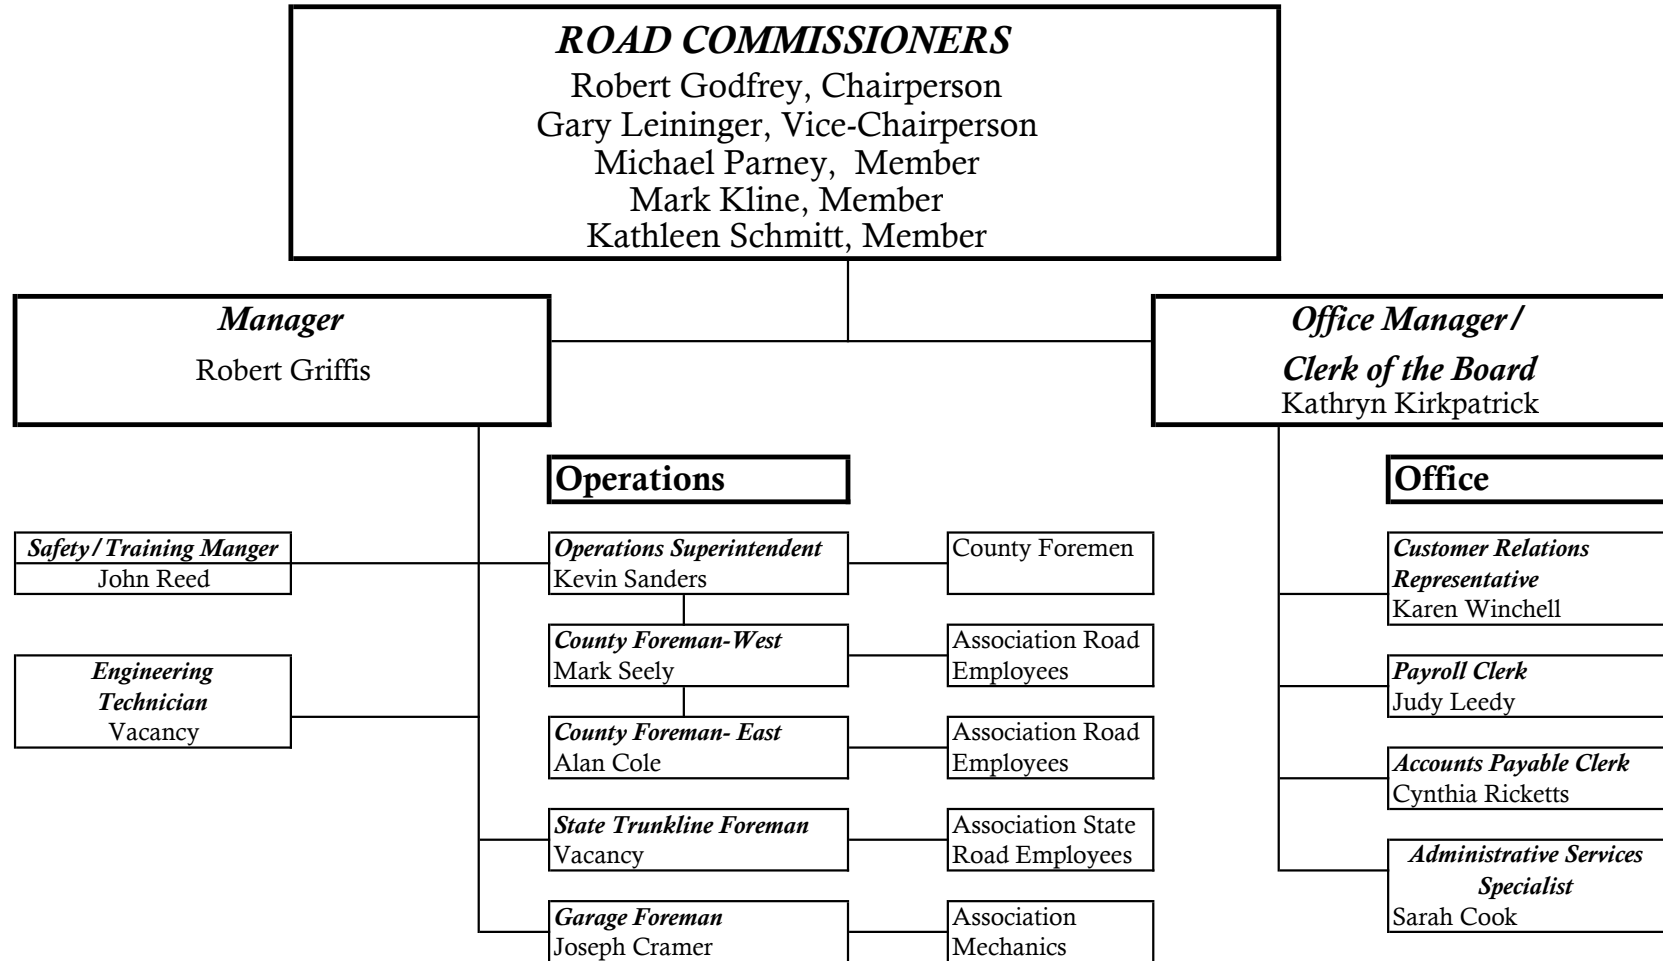 ROAD COMMISSIONERS
Robert Godfrey, Chairperson
Gary Leininger, Vice-Chairperson
Michael Parney, Member
Mark Kline, Member
Kathleen Schmitt, Member
Manager
Robert Griffis
Office Manager/
Clerk of the Board
Kathryn Kirkpatrick
Operations
Office
Safety/Training Manger
John Reed
Engineering
Technician
Vacancy
Operations Superintendent
Kevin Sanders
County Foremen
County Foreman-West
Mark Seely
Association Road
Employees
County Foreman- East
Alan Cole
Association Road
Employees
State Trunkline Foreman
Vacancy
Association State
Road Employees
Garage Foreman
Joseph Cramer
Association
Mechanics
Customer Relations
Representative
Karen Winchell
Payroll Clerk
Judy Leedy
Accounts Payable Clerk
Cynthia Ricketts
Administrative Services
Specialist
Sarah Cook